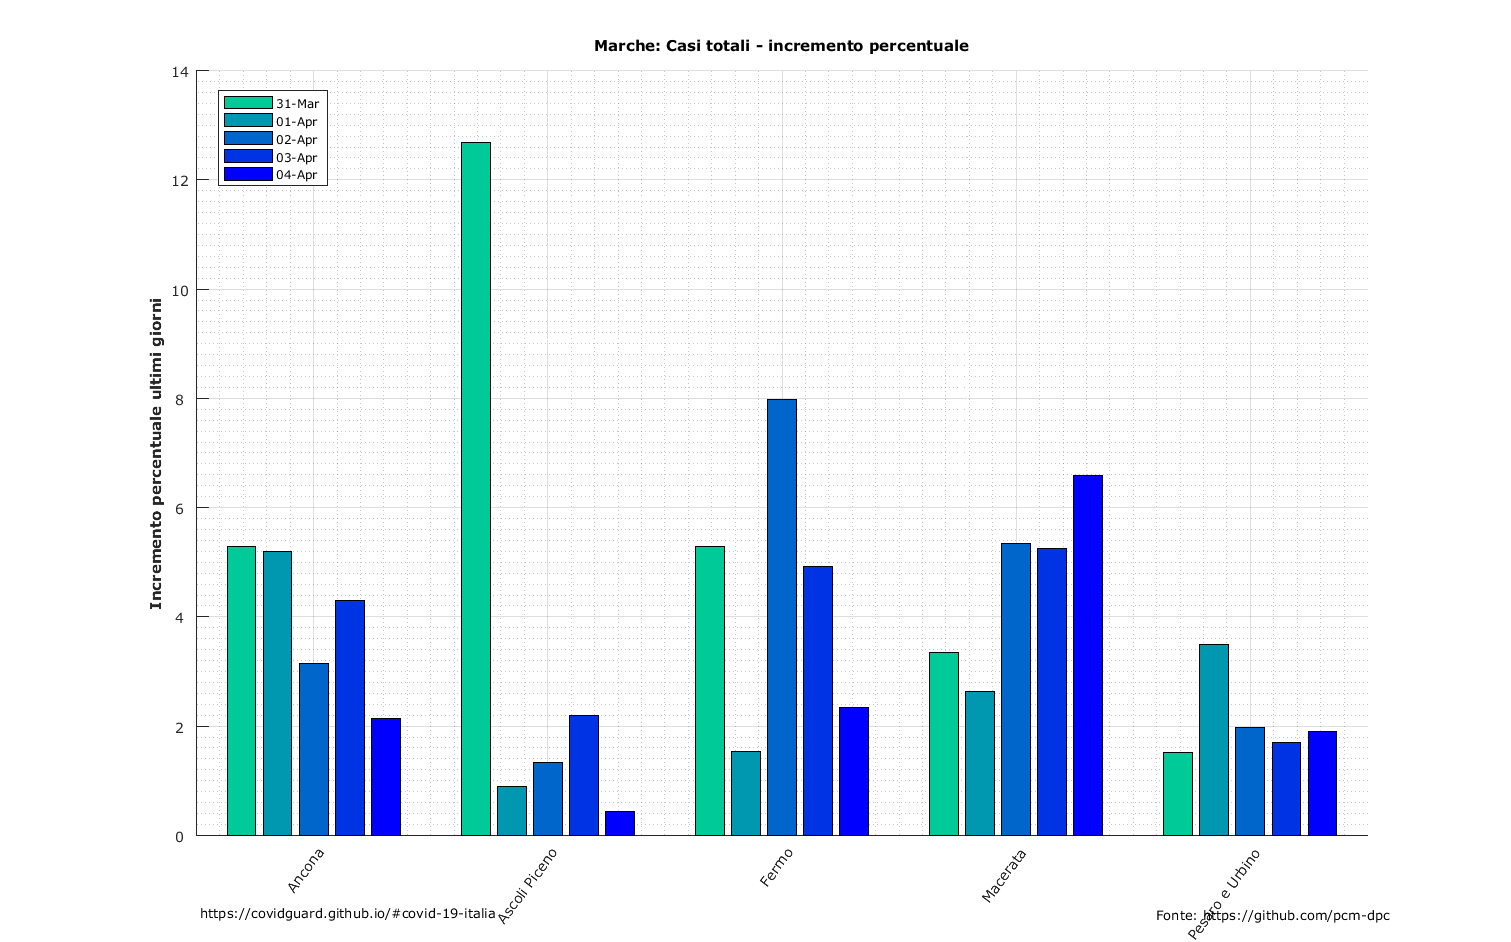 Marche: Casi totali - incremento percentuale
Incremento percentuale ultimi giorni
14
12
10
8
6
4
2
0
31-Mar
01-Apr
02-Apr
03-Apr
04-Apr
Ancona
Ascoli Piceno
Fermo
Macerata
Pesaro e Urbino
https://covidguard.github.io/#covid-19-italia
Fonte: https://github.com/pcm-dpc